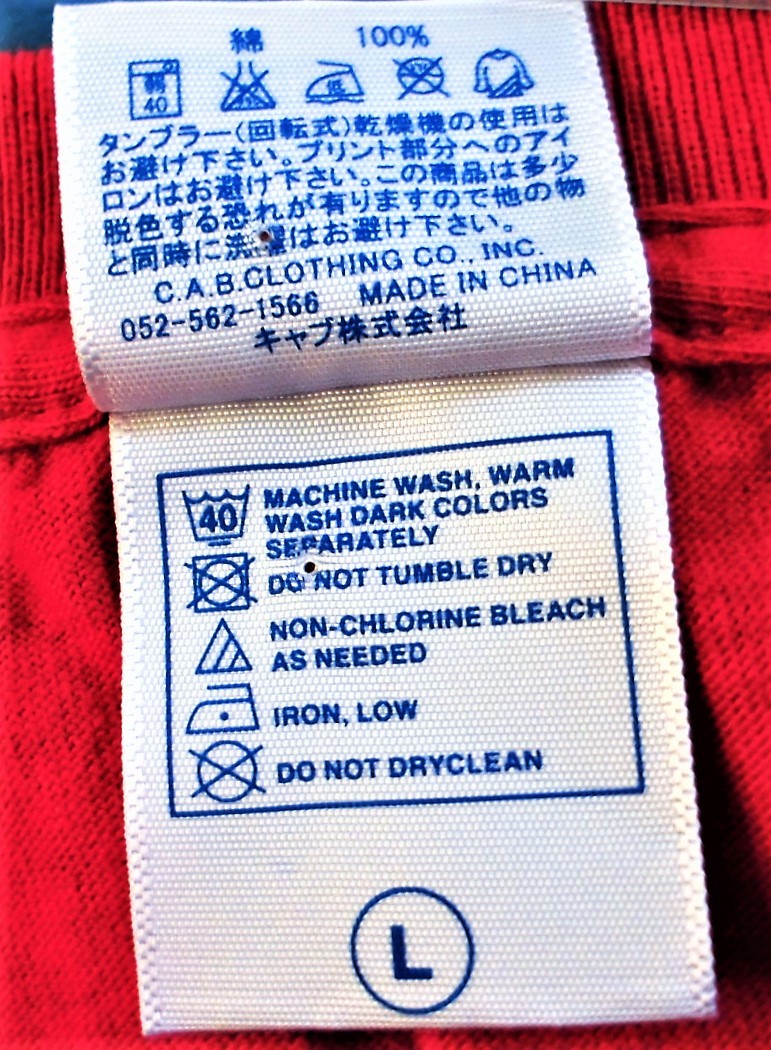 綿 100%
弱 40 低
タンブラー(回転式)乾燥機の使用は
お避け下さい。プリント部分へのアイ
ロンはお避け下さい。この商品は多少
脱色する恐れが有りますので他の物
と同時に洗濯はお避け下さい。
C.A.B.CLOTHING CO., INC.
052-562-1566 MADE IN CHINA
キャブ株式会社
40 MACHINE WASH, WARM
WASH DARK COLORS
SEPARATELY
DO NOT TUMBLE DRY
NON-CHLORINE BLEACH
AS NEEDED
IRON, LOW
DO NOT DRYCLEAN
L